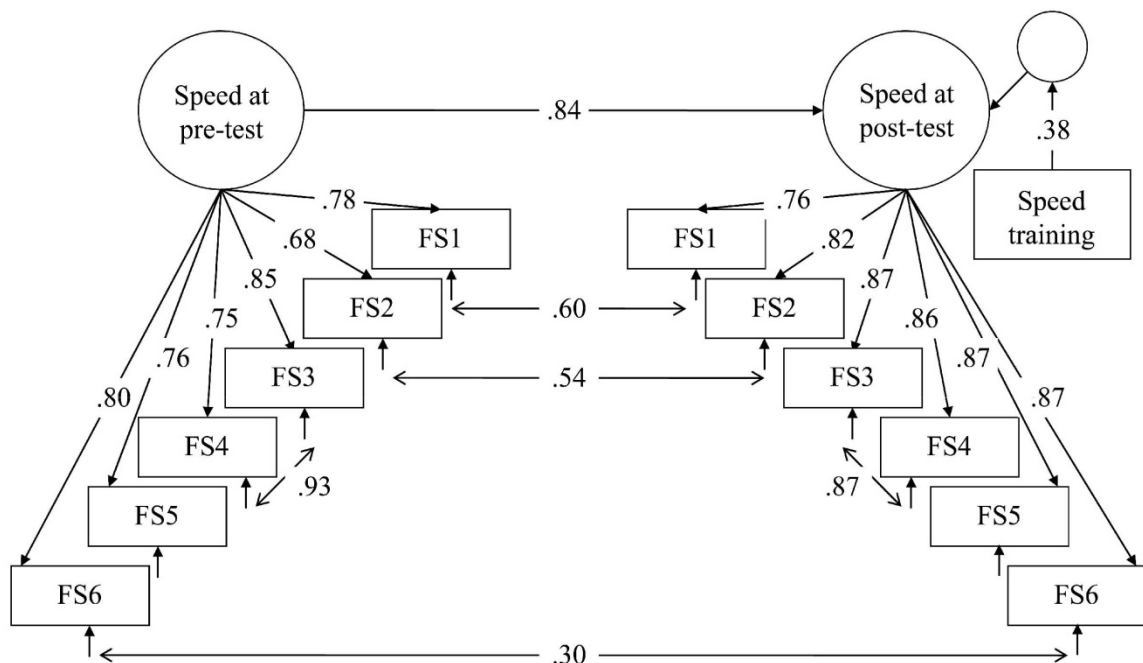 Speed at
pre-test
Speed at
post-test
.84
.38
Speed
training
.78
FS1
.76
FS1
.68
.82
FS2
FS2
.60
.85
.87
.75
.86
FS3
FS3
.54
.76
.87
.80
.87
FS4
FS4
.93
.87
FS5
FS5
FS6
FS6
.30